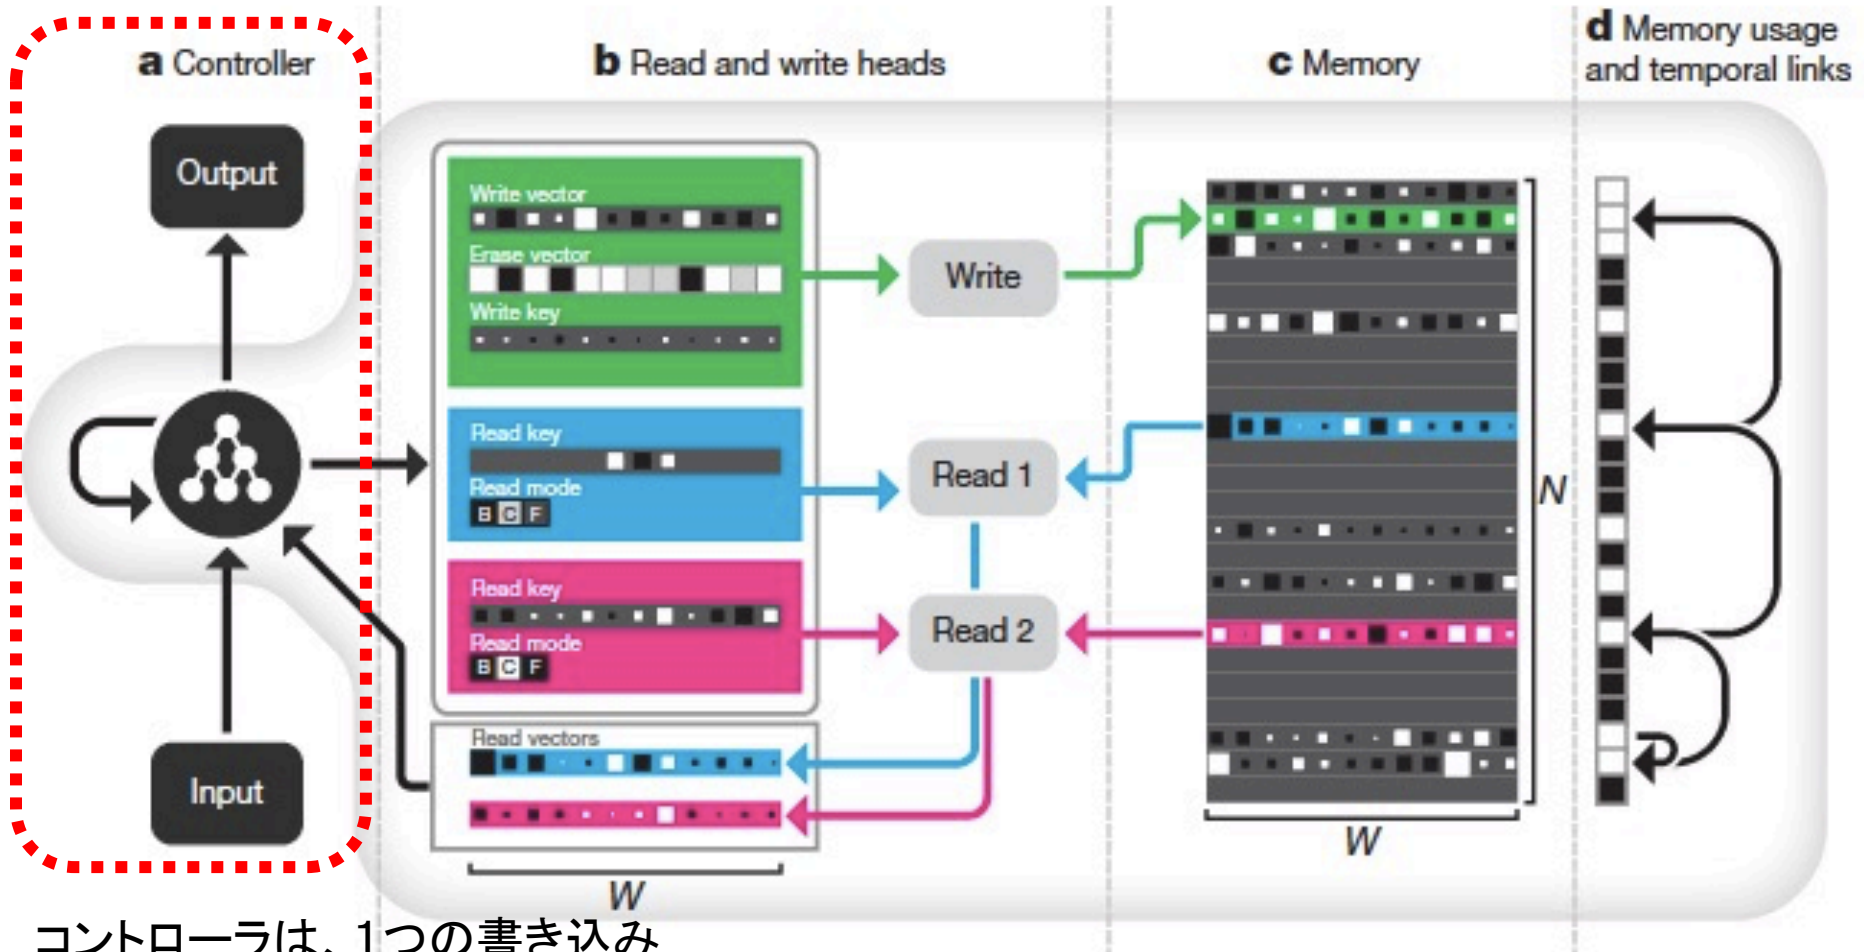 a Controller
b Read and write heads
c Memory
d Memory usage
and temporal links
Output
Input
Write vector
Erase vector
Write key
Read key
Read mode
B C F
Read key
Read mode
B C F
Read vectors
W
Write
Read 1
Read 2
N
W
コントローラは、1つの書き込み